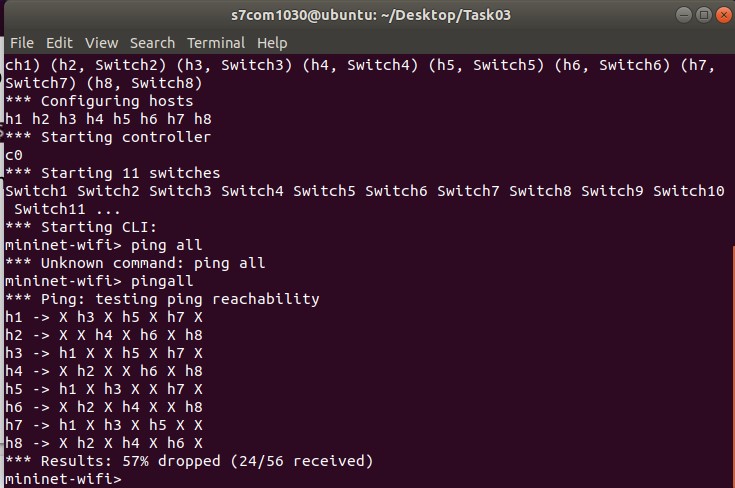 s7com1030@ubuntu: ~/Desktop/Task03
File Edit View Search Terminal Help
ch1) (h2, Switch2) (h3, Switch3) (h4, Switch4) (h5, Switch5) (h6, Switch6) (h7,
Switch7) (h8, Switch8)
*** Configuring hosts
h1 h2 h3 h4 h5 h6 h7 h8
*** Starting controller
c0
*** Starting 11 switches
Switch1 Switch2 Switch3 Switch4 Switch5 Switch6 Switch7 Switch8 Switch9 Switch10
 Switch11 ...
*** Starting CLI:
mininet-wifi> ping all
*** Unknown command: ping all
mininet-wifi> pingall
*** Ping: testing ping reachability
h1 -> X h3 X h5 X h7 X
h2 -> X X h4 X h6 X h8
h3 -> h1 X X h5 X h7 X
h4 -> X h2 X X h6 X h8
h5 -> h1 X h3 X X h7 X
h6 -> X h2 X h4 X X h8
h7 -> h1 X h3 X h5 X X
h8 -> X h2 X h4 X h6 X
*** Results: 57% dropped (24/56 received)
mininet-wifi>